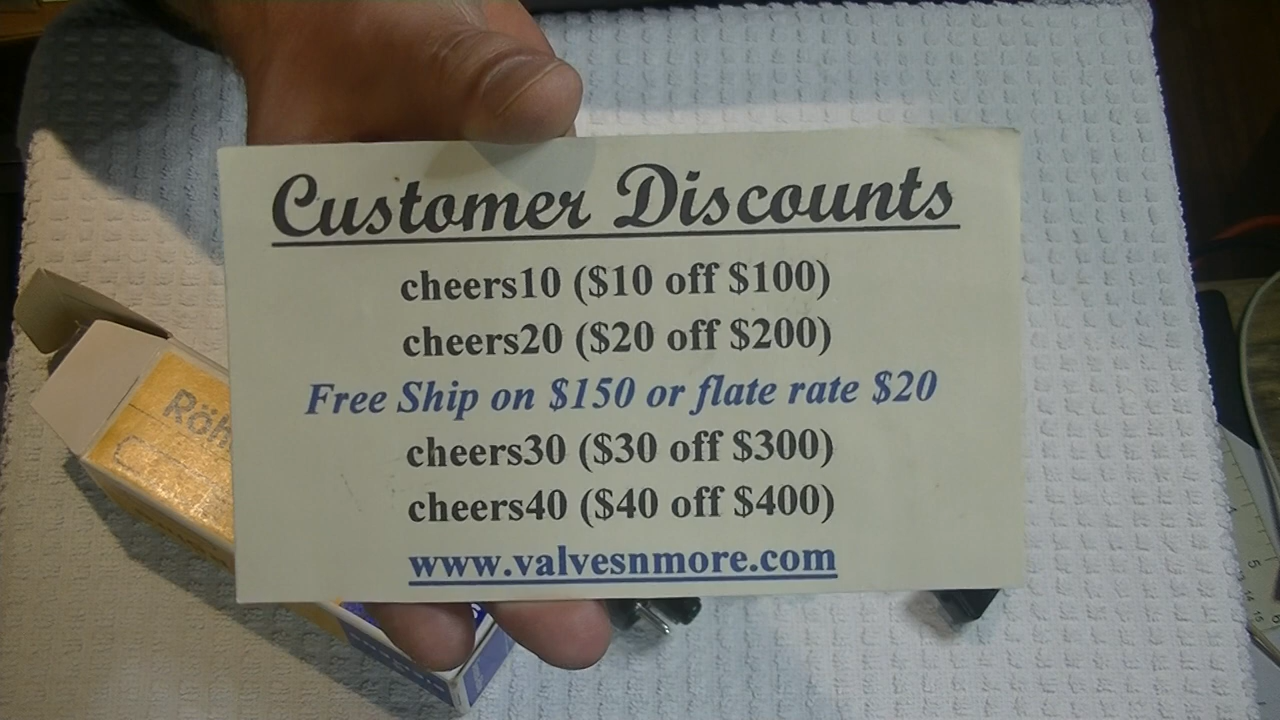 Customer Discounts
cheers10 ($10 off $100)
cheers20 ($20 off $200)
Free Ship on $150 or flate rate $20
cheers30 ($30 off $300)
cheers40 ($40 off $400)
www.valvesnmore.com
Röh